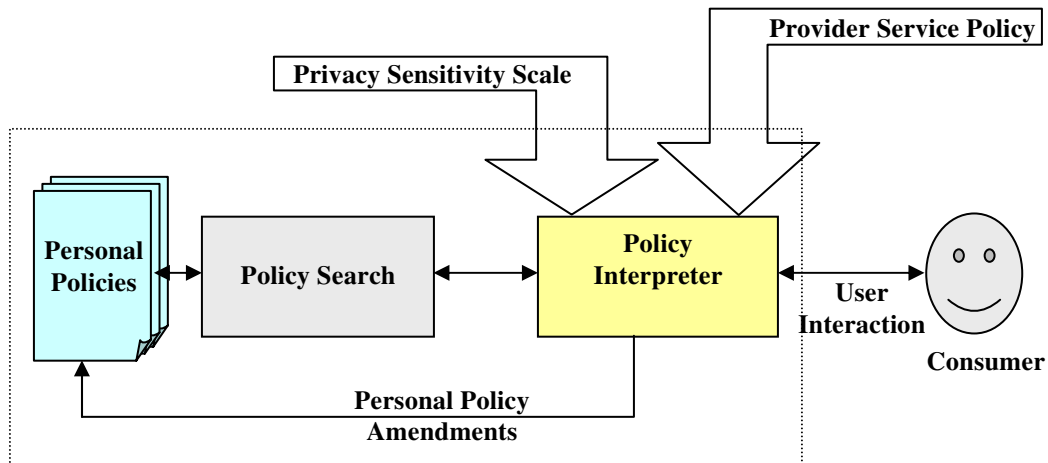 Provider Service Policy
Privacy Sensitivity Scale
Personal
Policies
Policy Search
Policy
Interpreter
User
Interaction
Consumer
Personal Policy
Amendments